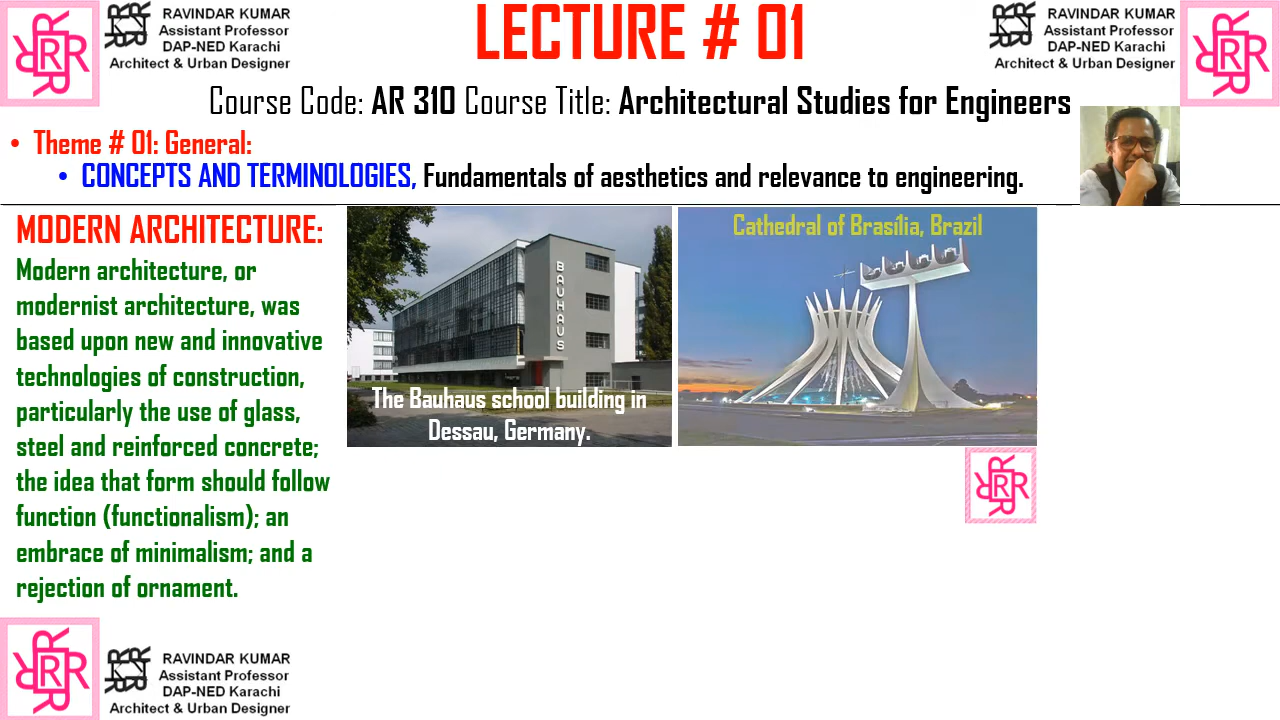 RAVINDAR KUMAR
Assistant Professor
DAP-NED Karachi
Architect & Urban Designer
LECTURE # 01
RAVINDAR KUMAR
Assistant Professor
DAP-NED Karachi
Architect & Urban Designer
Course Code: AR 310 Course Title: Architectural Studies for Engineers
• Theme # 01: General:
• CONCEPTS AND TERMINOLOGIES, Fundamentals of aesthetics and relevance to engineering.
MODERN ARCHITECTURE:
Modern architecture, or
modernist architecture, was
based upon new and innovative
technologies of construction,
particularly the use of glass,
steel and reinforced concrete;
the idea that form should follow
function (functionalism); an
embrace of minimalism; and a
rejection of ornament.
BAUHAUS
The Bauhaus school building in
Dessau, Germany.
Cathedral of Brasília, Brazil
RAVINDAR KUMAR
Assistant Professor
DAP-NED Karachi
Architect & Urban Designer